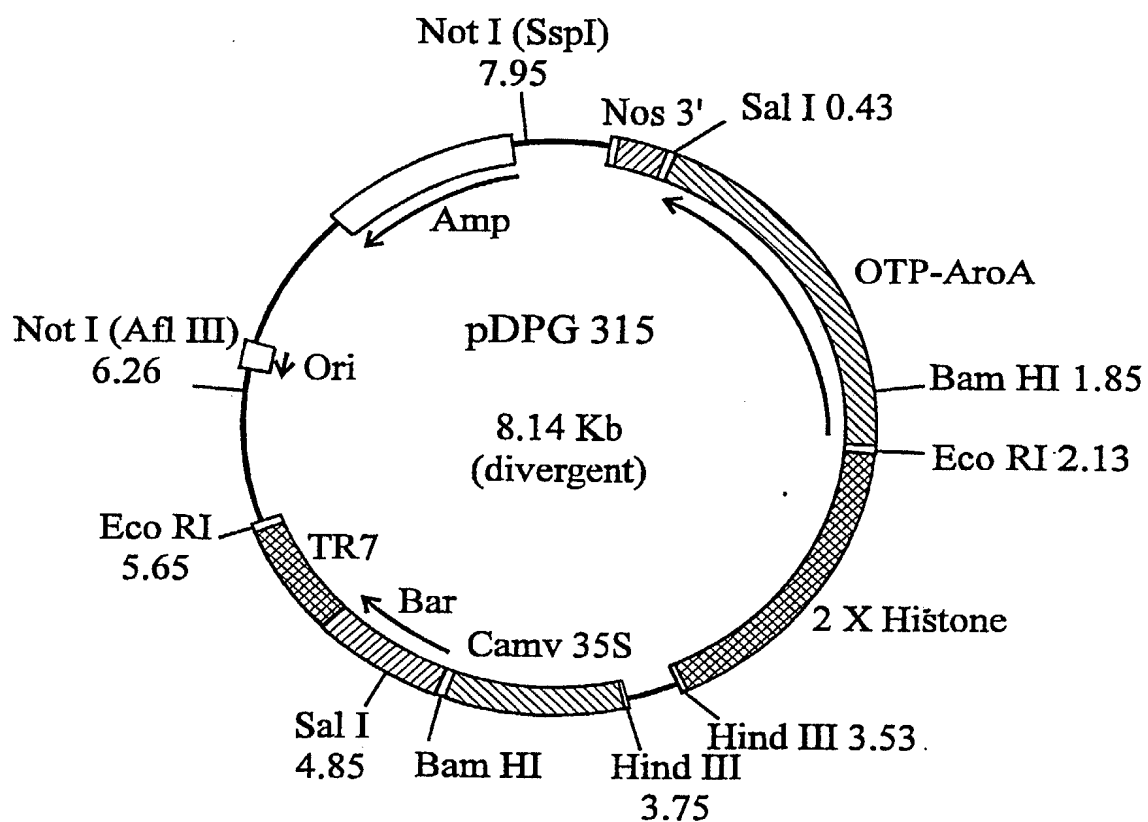 Not I (SspI)
7.95
Nos 3'
Sal I 0.43
Amp
OTP-AroA
Not I (Afl III)
6.26
Ori
pDPG 315
8.14 Kb
(divergent)
Bam HI 1.85
Eco RI 2.13
Eco RI
5.65
TR7
Bar
Camv 35S
2 X Histone
Sal I
4.85
Bam HI
Hind III
3.75
Hind III 3.53